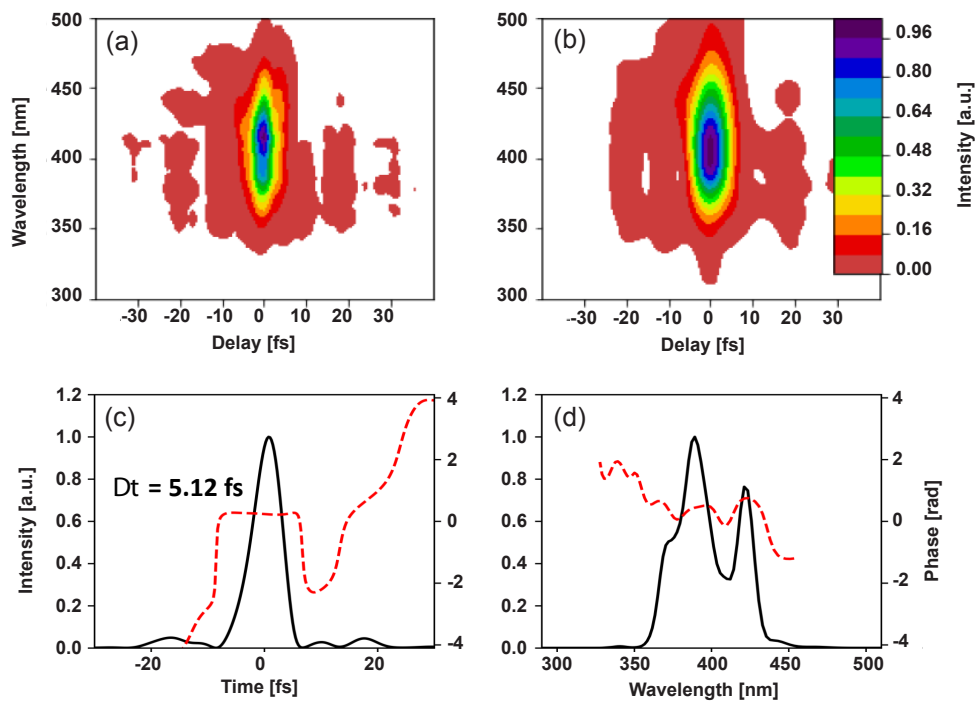 500
450
400
350
300
Wavelength [nm]
(a)
.-30 -20 -10 0 10 20 30
Delay [fs]
500
450
400
350
300
(b)
--30 -20 -10 0 10 20 30
Delay [fs]
0.96
0.80
0.64
0.48
0.32
0.16
0.00
Intensity [a.u.]
1.2
1.0
0.8
0.6
0.4
0.2
0.0
Intensity [a.u.]
(c)
Dt = 5.12 fs
4
2
0
-2
-4
-20 0 20
Time [fs]
1.2
1.0
0.8
0.6
0.4
0.2
0.0
(d)
4
2
0
-2
-4
Phase [rad]
300 350 400 450 500
Wavelength [nm]